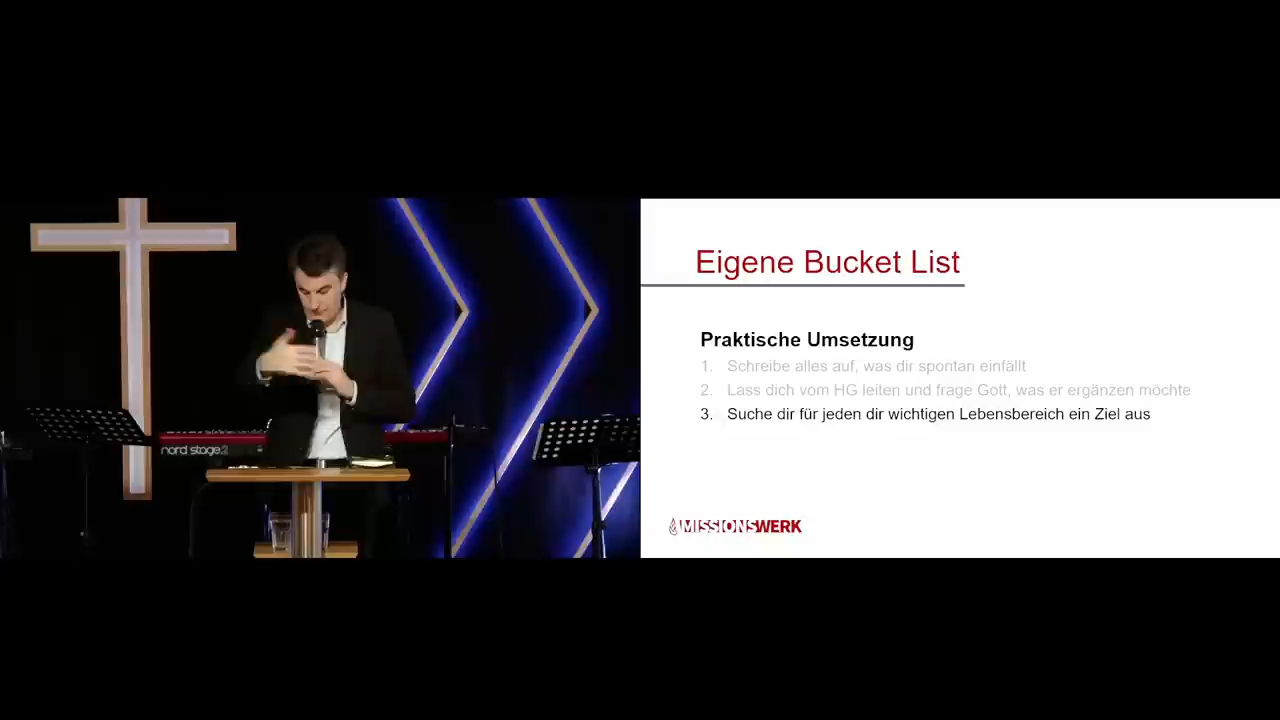 nord stage 2
Eigene Bucket List
Praktische Umsetzung
1. Schreibe alles auf, was dir spontan einfällt
2. Lass dich vom HG leiten und frage Gott, was er ergänzen möchte
3. Suche dir für jeden dir wichtigen Lebensbereich ein Ziel aus
MISSIONSWERK